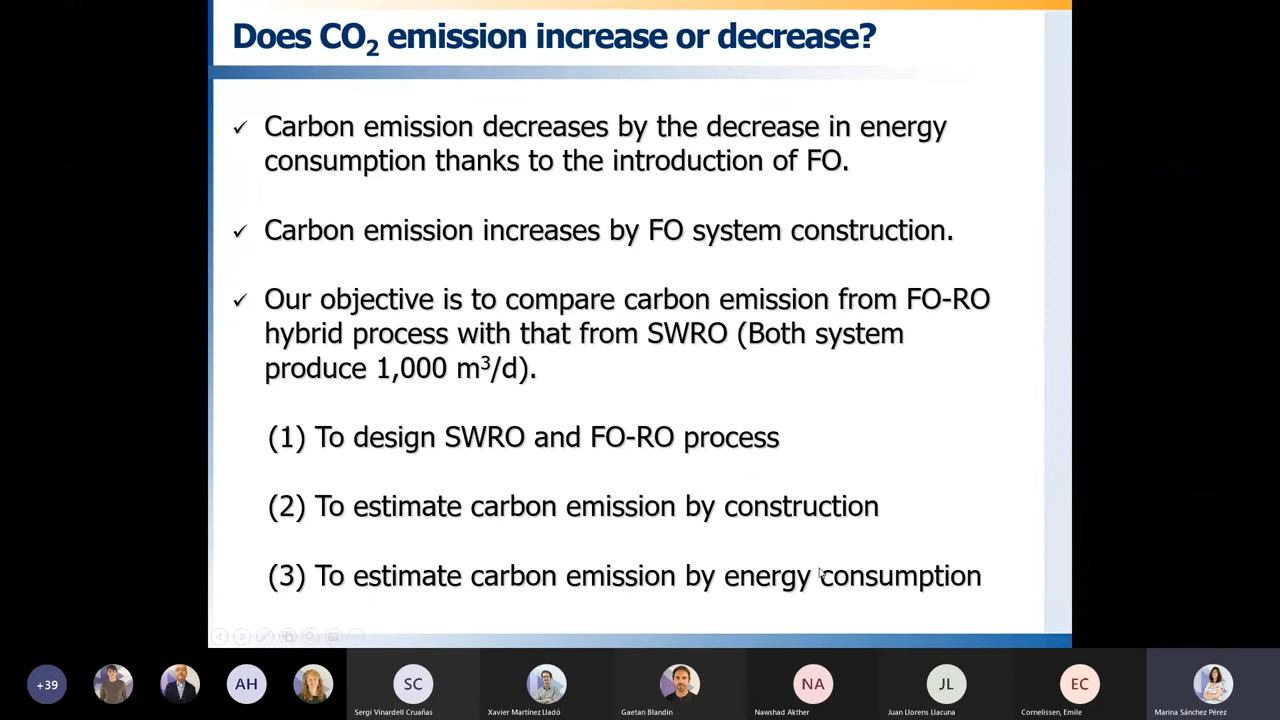 Does CO₂ emission increase or decrease?
✓ Carbon emission decreases by the decrease in energy
consumption thanks to the introduction of FO.
✓ Carbon emission increases by FO system construction.
✓ Our objective is to compare carbon emission from FO-RO
hybrid process with that from SWRO (Both system
produce 1,000 m³/d).
(1) To design SWRO and FO-RO process
(2) To estimate carbon emission by construction
(3) To estimate carbon emission by energy consumption
+39
AH
SC
NA
JL
EC
Sergi Vinardell Cruañas
Xavier Martínez Lladó
Gaetan Blandin
Nawshad Akther
Juan Llorens Llacuna
Cornelissen, Emile
Marina Sánchez Pérez